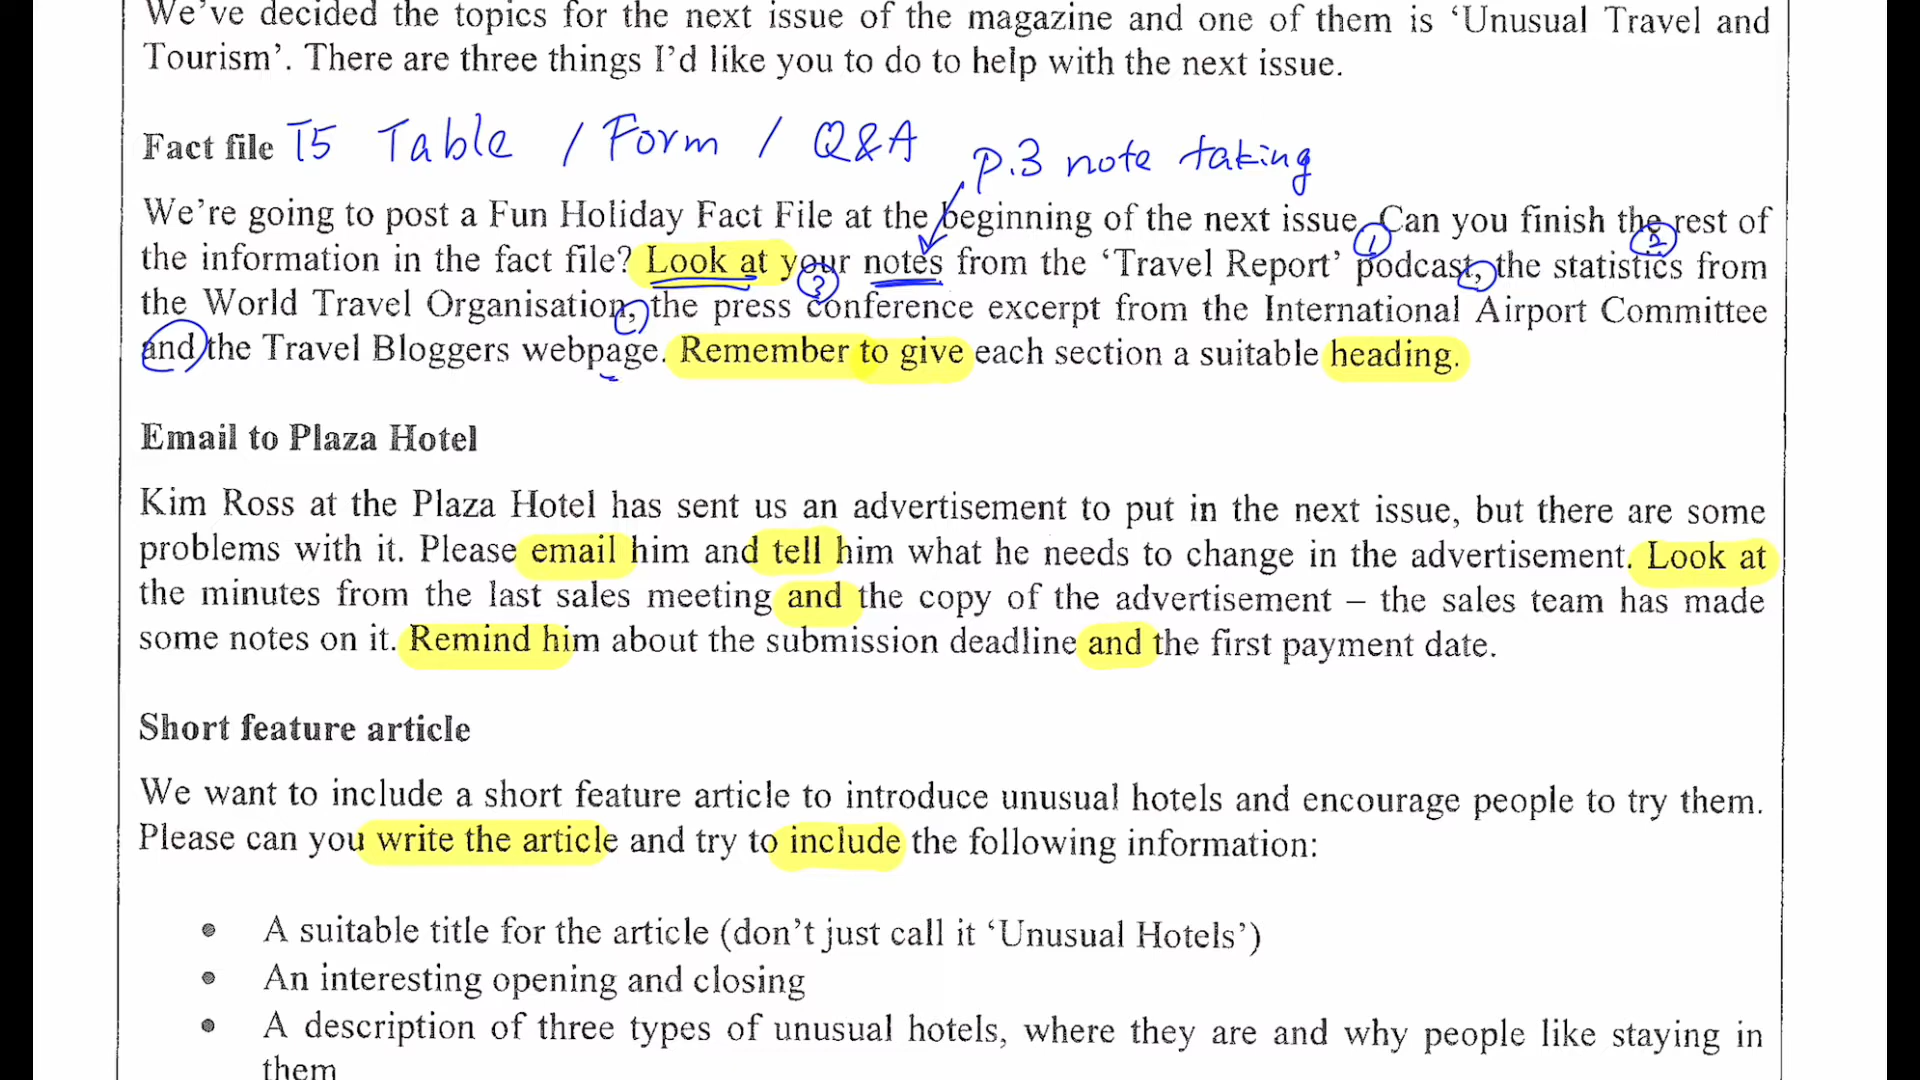 We've decided the topics for the next issue of the magazine and one of them is 'Unusual Travel and
Tourism'. There are three things I'd like you to do to help with the next issue.
Fact file T5 Table / Form / Q&A
p.3 note taking
We're going to post a Fun Holiday Fact File at the beginning of the next issue. Can you finish the rest of
1 2
the information in the fact file? Look at your notes from the 'Travel Report' podcast, the statistics from
3
the World Travel Organisation, the press conference excerpt from the International Airport Committee
and the Travel Bloggers webpage. Remember to give each section a suitable heading.
Email to Plaza Hotel
Kim Ross at the Plaza Hotel has sent us an advertisement to put in the next issue, but there are some
problems with it. Please email him and tell him what he needs to change in the advertisement. Look at
the minutes from the last sales meeting and the copy of the advertisement – the sales team has made
some notes on it. Remind him about the submission deadline and the first payment date.
Short feature article
We want to include a short feature article to introduce unusual hotels and encourage people to try them.
Please can you write the article and try to include the following information:
• A suitable title for the article (don't just call it 'Unusual Hotels')
• An interesting opening and closing
• A description of three types of unusual hotels, where they are and why people like staying in
them